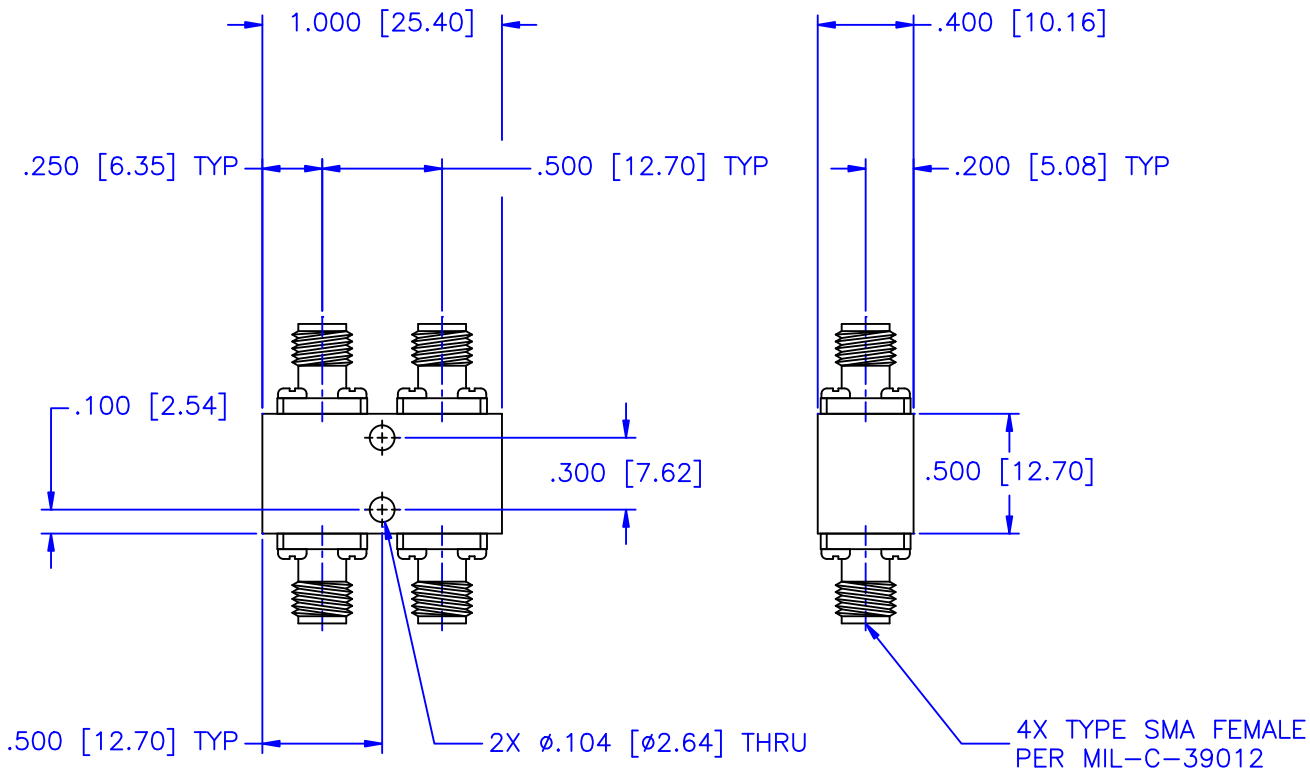 1.000 [25.40]
.400 [10.16]
.250 [6.35] TYP
.500 [12.70] TYP
.200 [5.08] TYP
.100 [2.54]
.300 [7.62]
.500 [12.70]
.500 [12.70] TYP
2X ø.104 [ø2.64] THRU
4X TYPE SMA FEMALE
PER MIL-C-39012